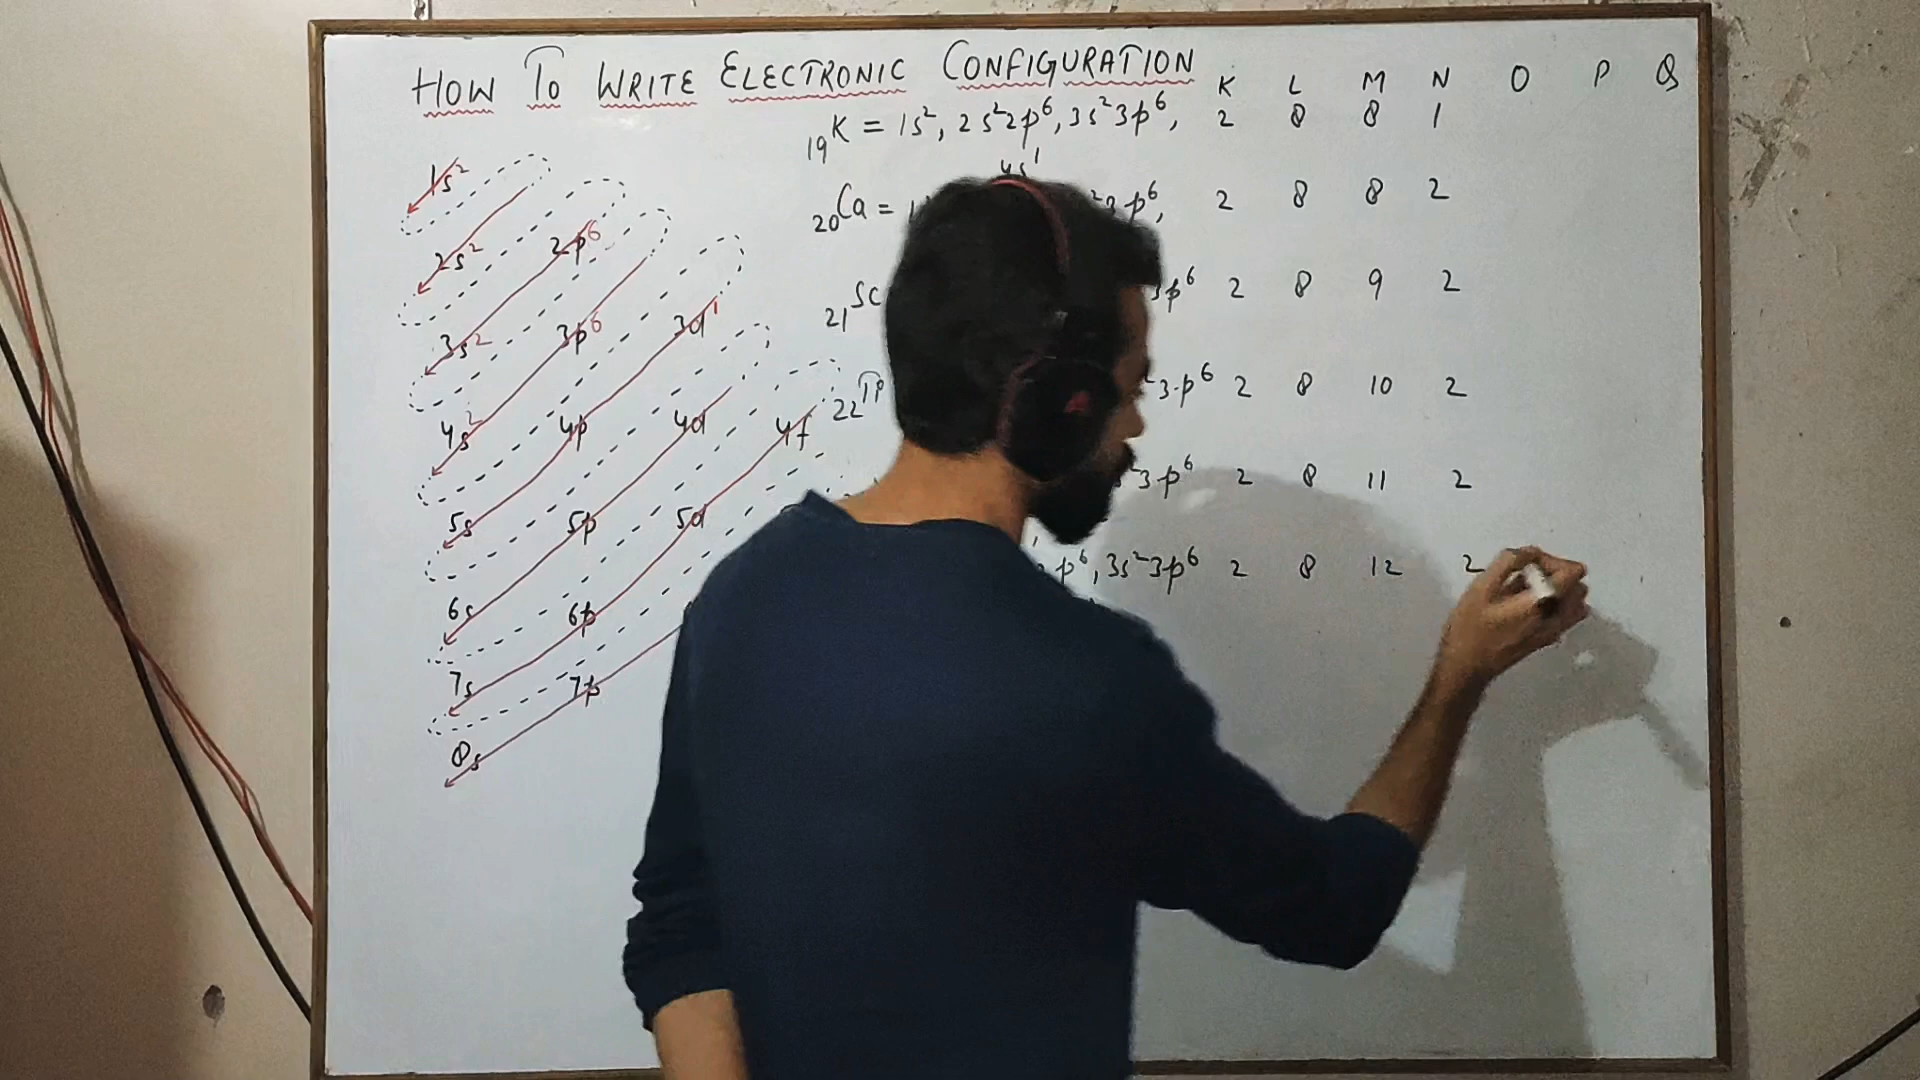 HOW TO WRITE ELECTRONIC CONFIGURATION
K L M N O P Q
₁₉K = 1s², 2s²2p⁶, 3s²3p⁶, 2 8 8 1
4s¹
₂₀Ca = 3p⁶, 2 8 8 2
₂₁Sc 3p⁶ 2 8 9 2
₂₂Ti 3p⁶ 2 8 10 2
3p⁶ 2 8 11 2
p⁶, 3s²3p⁶ 2 8 12 2
1s²
2s² 2p⁶
3s² 3p⁶ 3d¹
4s² 4p 4d 4f
5s 5p 5d
6s 6p
7s 7p
8s